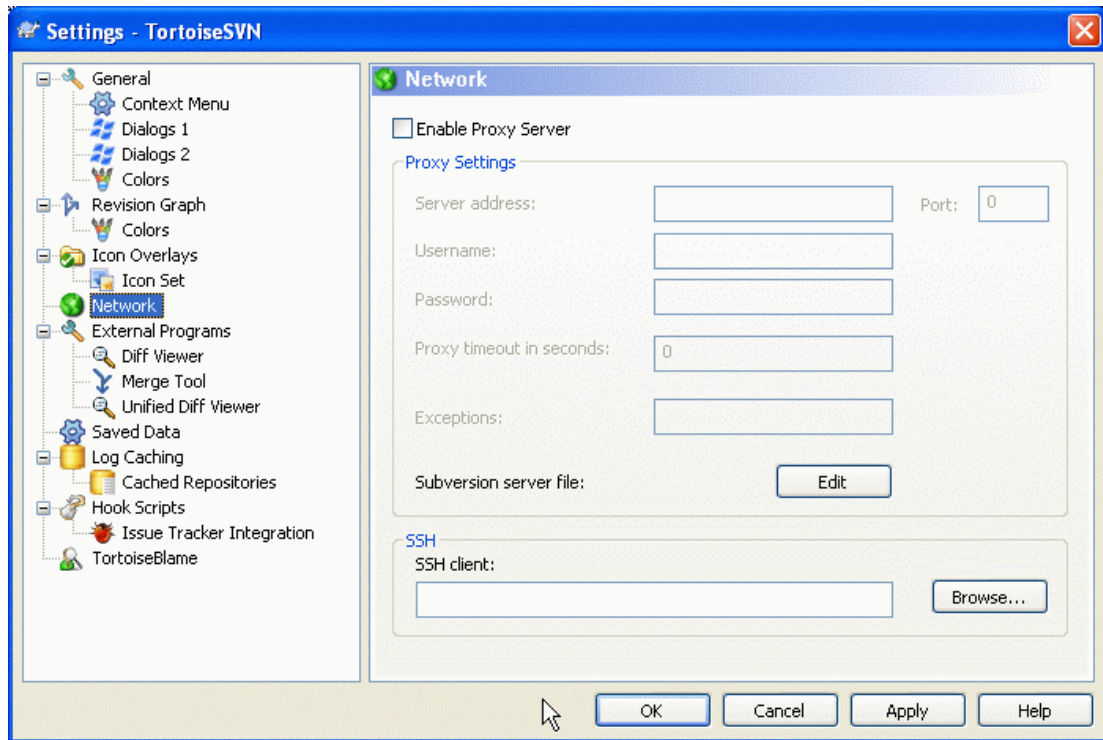 Settings - TortoiseSVN
General
Context Menu
Dialogs 1
Dialogs 2
Colors
Revision Graph
Colors
Icon Overlays
Icon Set
Network
External Programs
Diff Viewer
Merge Tool
Unified Diff Viewer
Saved Data
Log Caching
Cached Repositories
Hook Scripts
Issue Tracker Integration
TortoiseBlame
Network
Enable Proxy Server
Proxy Settings
Server address:
Port: 0
Username:
Password:
Proxy timeout in seconds: 0
Exceptions:
Subversion server file: Edit
SSH
SSH client:
Browse...
OK Cancel Apply Help